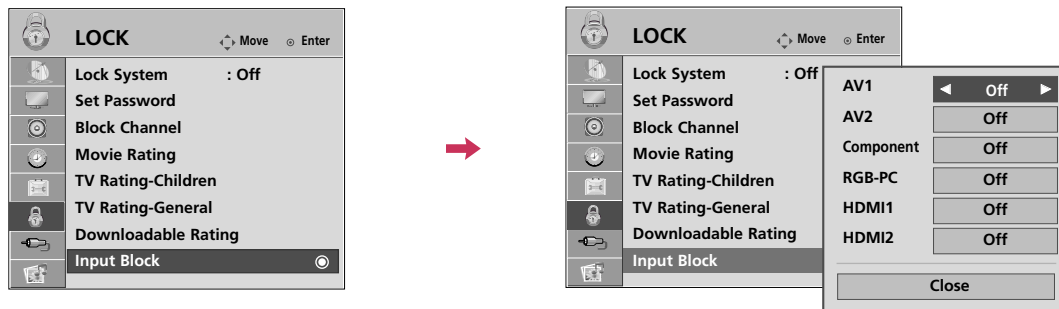 LOCK
Move
Enter
Lock System : Off
Set Password
Block Channel
Movie Rating
TV Rating-Children
TV Rating-General
Downloadable Rating
Input Block
LOCK
Move
Enter
Lock System : Off
Set Password
Block Channel
Movie Rating
TV Rating-Children
TV Rating-General
Downloadable Rating
Input Block
AV1 ◀ Off ▶
AV2 Off
Component Off
RGB-PC Off
HDMI1 Off
HDMI2 Off
Close